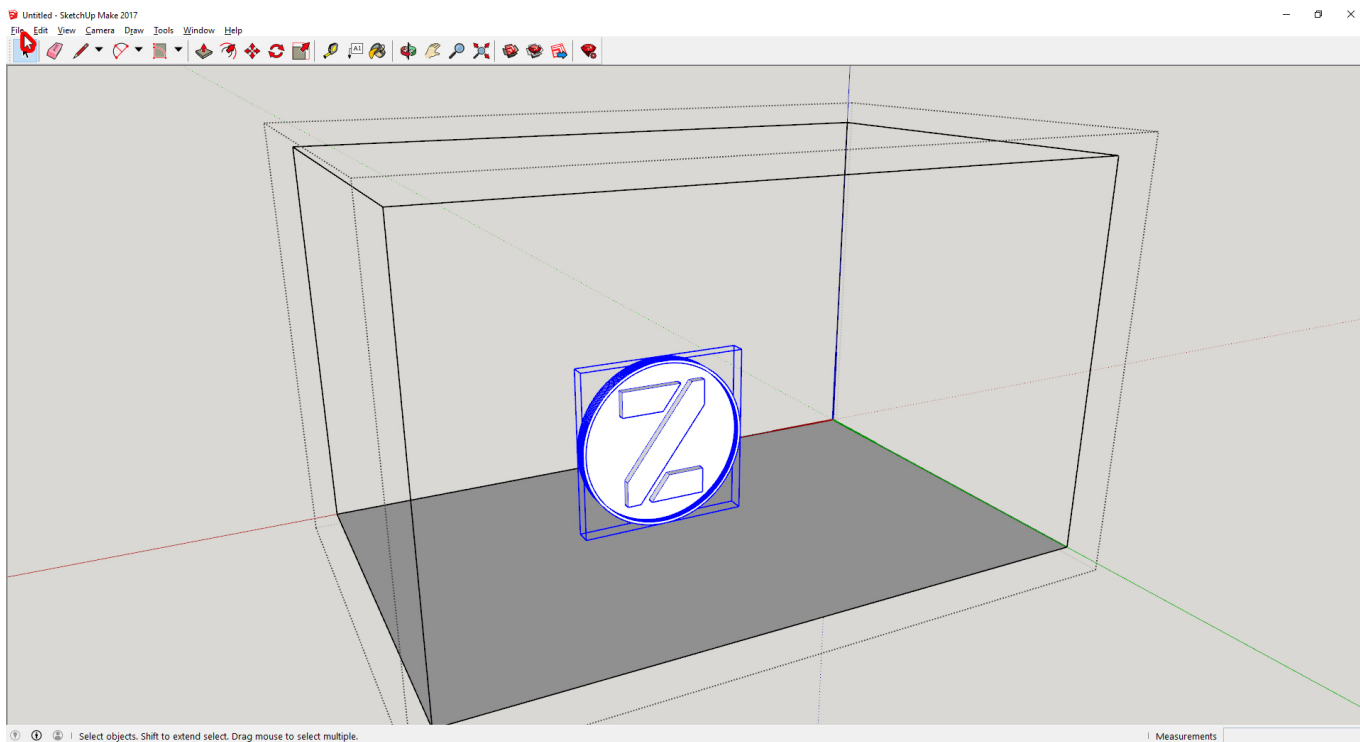 Untitled - SketchUp Make 2017
File Edit View Camera Draw Tools Window Help
A1
Z
Select objects. Shift to extend select. Drag mouse to select multiple.
Measurements